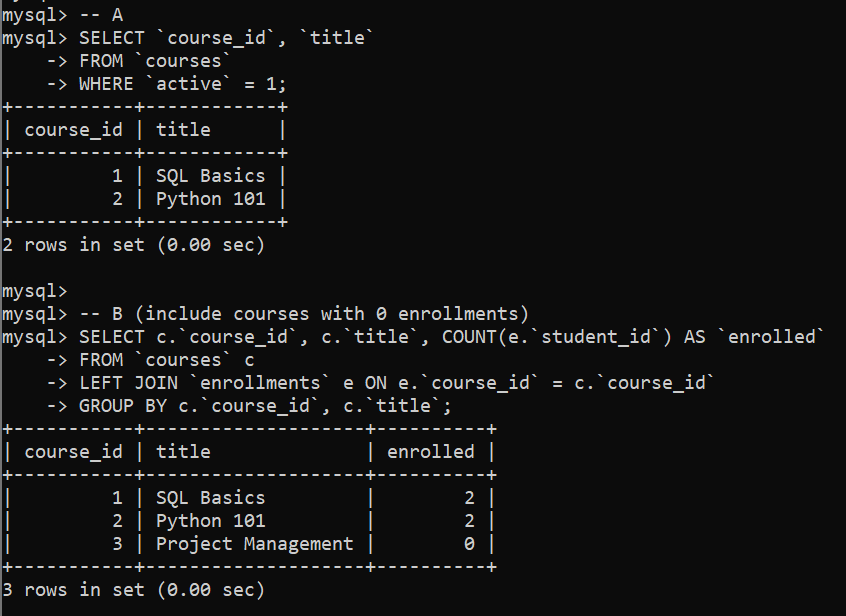 mysql> -- A
mysql> SELECT `course_id`, `title`
    -> FROM `courses`
    -> WHERE `active` = 1;
+-----------+------------+
| course_id | title      |
+-----------+------------+
|         1 | SQL Basics |
|         2 | Python 101 |
+-----------+------------+
2 rows in set (0.00 sec)

mysql>
mysql> -- B (include courses with 0 enrollments)
mysql> SELECT c.`course_id`, c.`title`, COUNT(e.`student_id`) AS `enrolled`
    -> FROM `courses` c
    -> LEFT JOIN `enrollments` e ON e.`course_id` = c.`course_id`
    -> GROUP BY c.`course_id`, c.`title`;
+-----------+--------------------+----------+
| course_id | title              | enrolled |
+-----------+--------------------+----------+
|         1 | SQL Basics         |        2 |
|         2 | Python 101         |        2 |
|         3 | Project Management |        0 |
+-----------+--------------------+----------+
3 rows in set (0.00 sec)